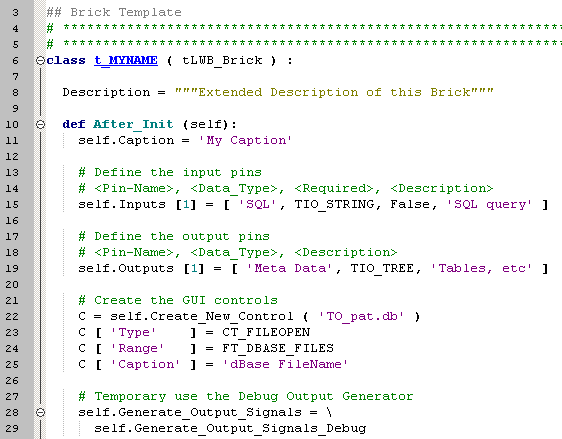 3 ## Brick Template
4 # ************************************************************
5 # ************************************************************
6 class t_MYNAME ( tLWB_Brick ) :
7
8 Description = """Extended Description of this Brick"""
9
10 def After_Init (self):
11 self.Caption = 'My Caption'
12
13 # Define the input pins
14 # <Pin-Name>, <Data_Type>, <Required>, <Description>
15 self.Inputs [1] = [ 'SQL', TIO_STRING, False, 'SQL query' ]
16
17 # Define the output pins
18 # <Pin-Name>, <Data_Type>, <Description>
19 self.Outputs [1] = [ 'Meta Data', TIO_TREE, 'Tables, etc' ]
20
21 # Create the GUI controls
22 C = self.Create_New_Control ( 'TO_pat.db' )
23 C [ 'Type' ] = CT_FILEOPEN
24 C [ 'Range' ] = FT_DBASE_FILES
25 C [ 'Caption' ] = 'dBase FileName'
26
27 # Temporary use the Debug Output Generator
28 self.Generate_Output_Signals = \
29 self.Generate_Output_Signals_Debug